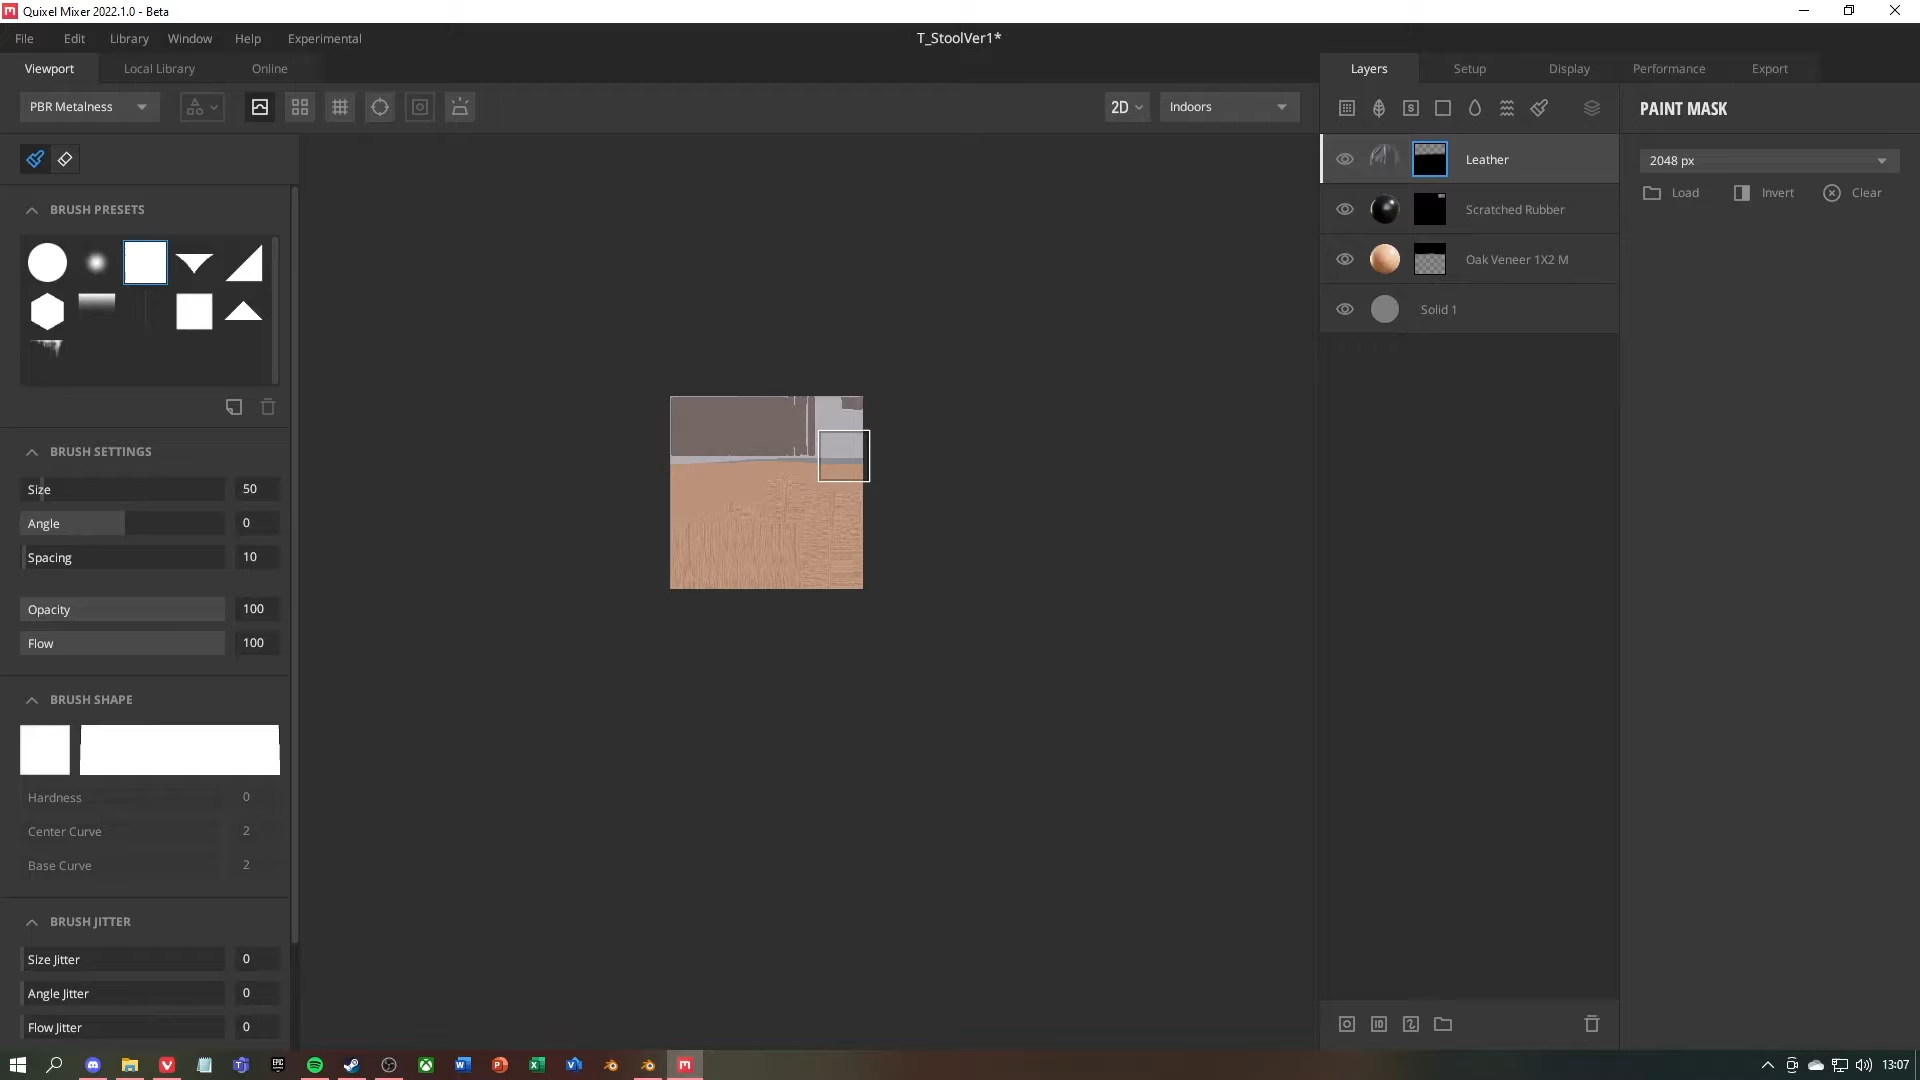 Quixel Mixer 2022.1.0 - Beta
File Edit Library Window Help Experimental
T_StoolVer1*
Viewport Local Library Online
Layers Setup Display Performance Export
PBR Metalness
2D
Indoors
PAINT MASK
2048 px
Load Invert Clear
Leather
Scratched Rubber
Oak Veneer 1X2 M
Solid 1
BRUSH PRESETS
BRUSH SETTINGS
Size 50
Angle 0
Spacing 10
Opacity 100
Flow 100
BRUSH SHAPE
Hardness 0
Center Curve 2
Base Curve 2
BRUSH JITTER
Size Jitter 0
Angle Jitter 0
Flow Jitter 0
13:07